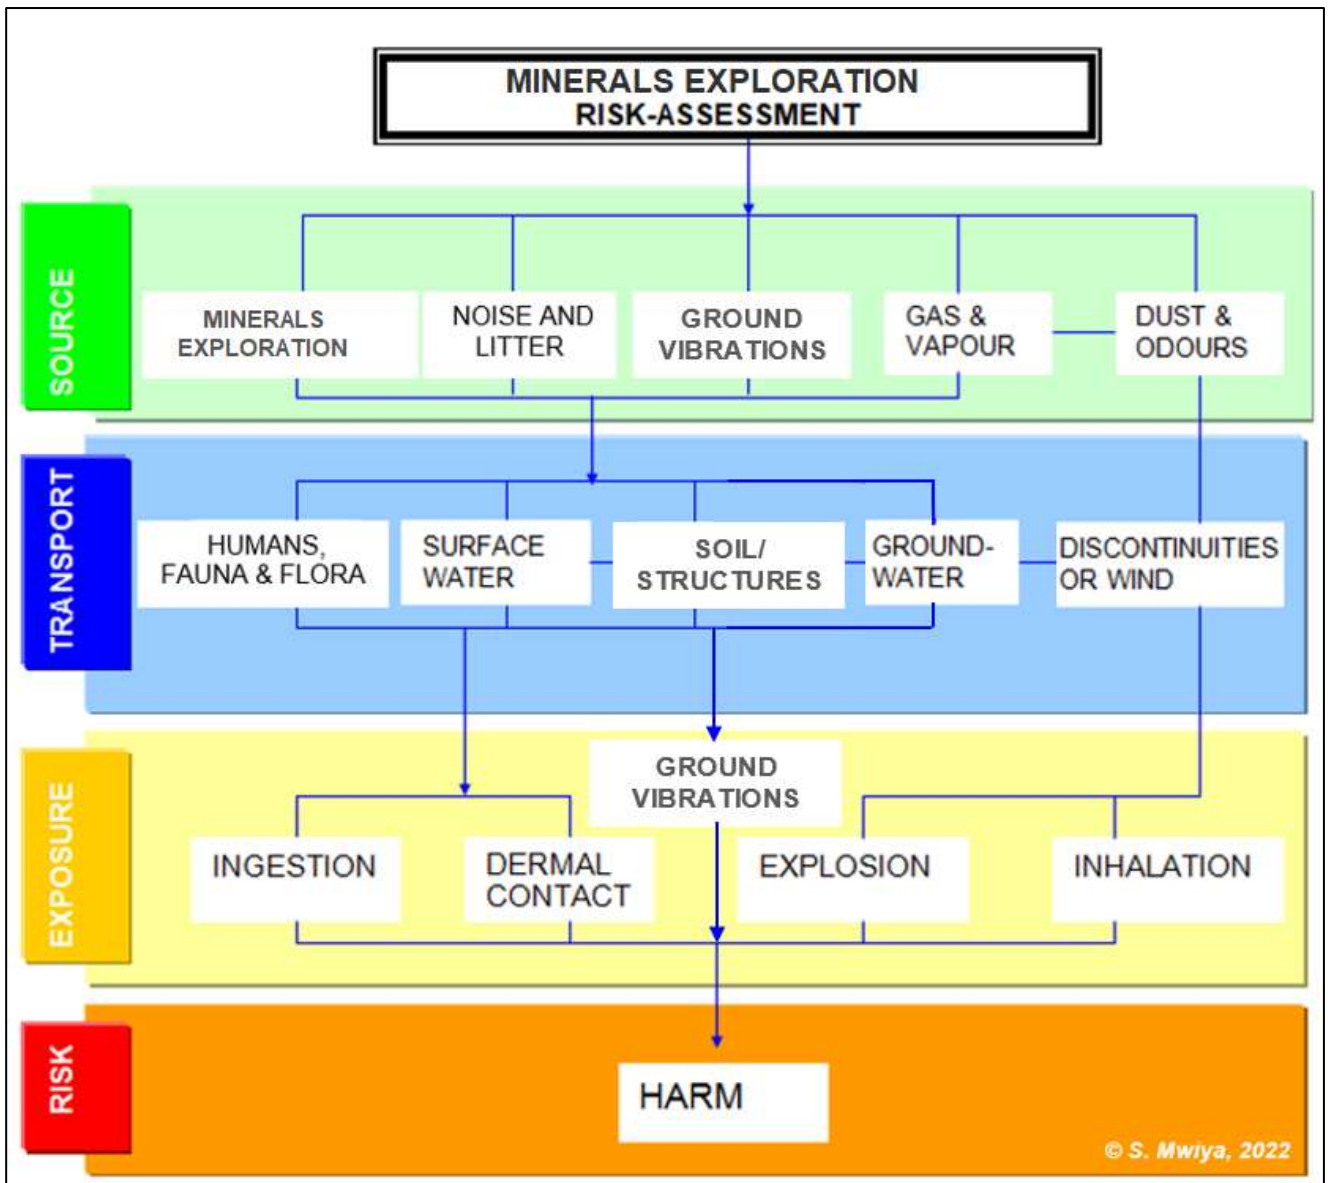 MINERALS EXPLORATION
RISK-ASSESSMENT
SOURCE
MINERALS
EXPLORATION
NOISE AND
LITTER
GROUND
VIBRATIONS
GAS &
VAPOUR
DUST &
ODOURS
TRANSPORT
HUMANS,
FAUNA & FLORA
SURFACE
WATER
SOIL/
STRUCTURES
GROUND-
WATER
DISCONTINUITIES
OR WIND
EXPOSURE
GROUND
VIBRATIONS
INGESTION
DERMAL
CONTACT
EXPLOSION
INHALATION
RISK
HARM
© S. Mwiya, 2022